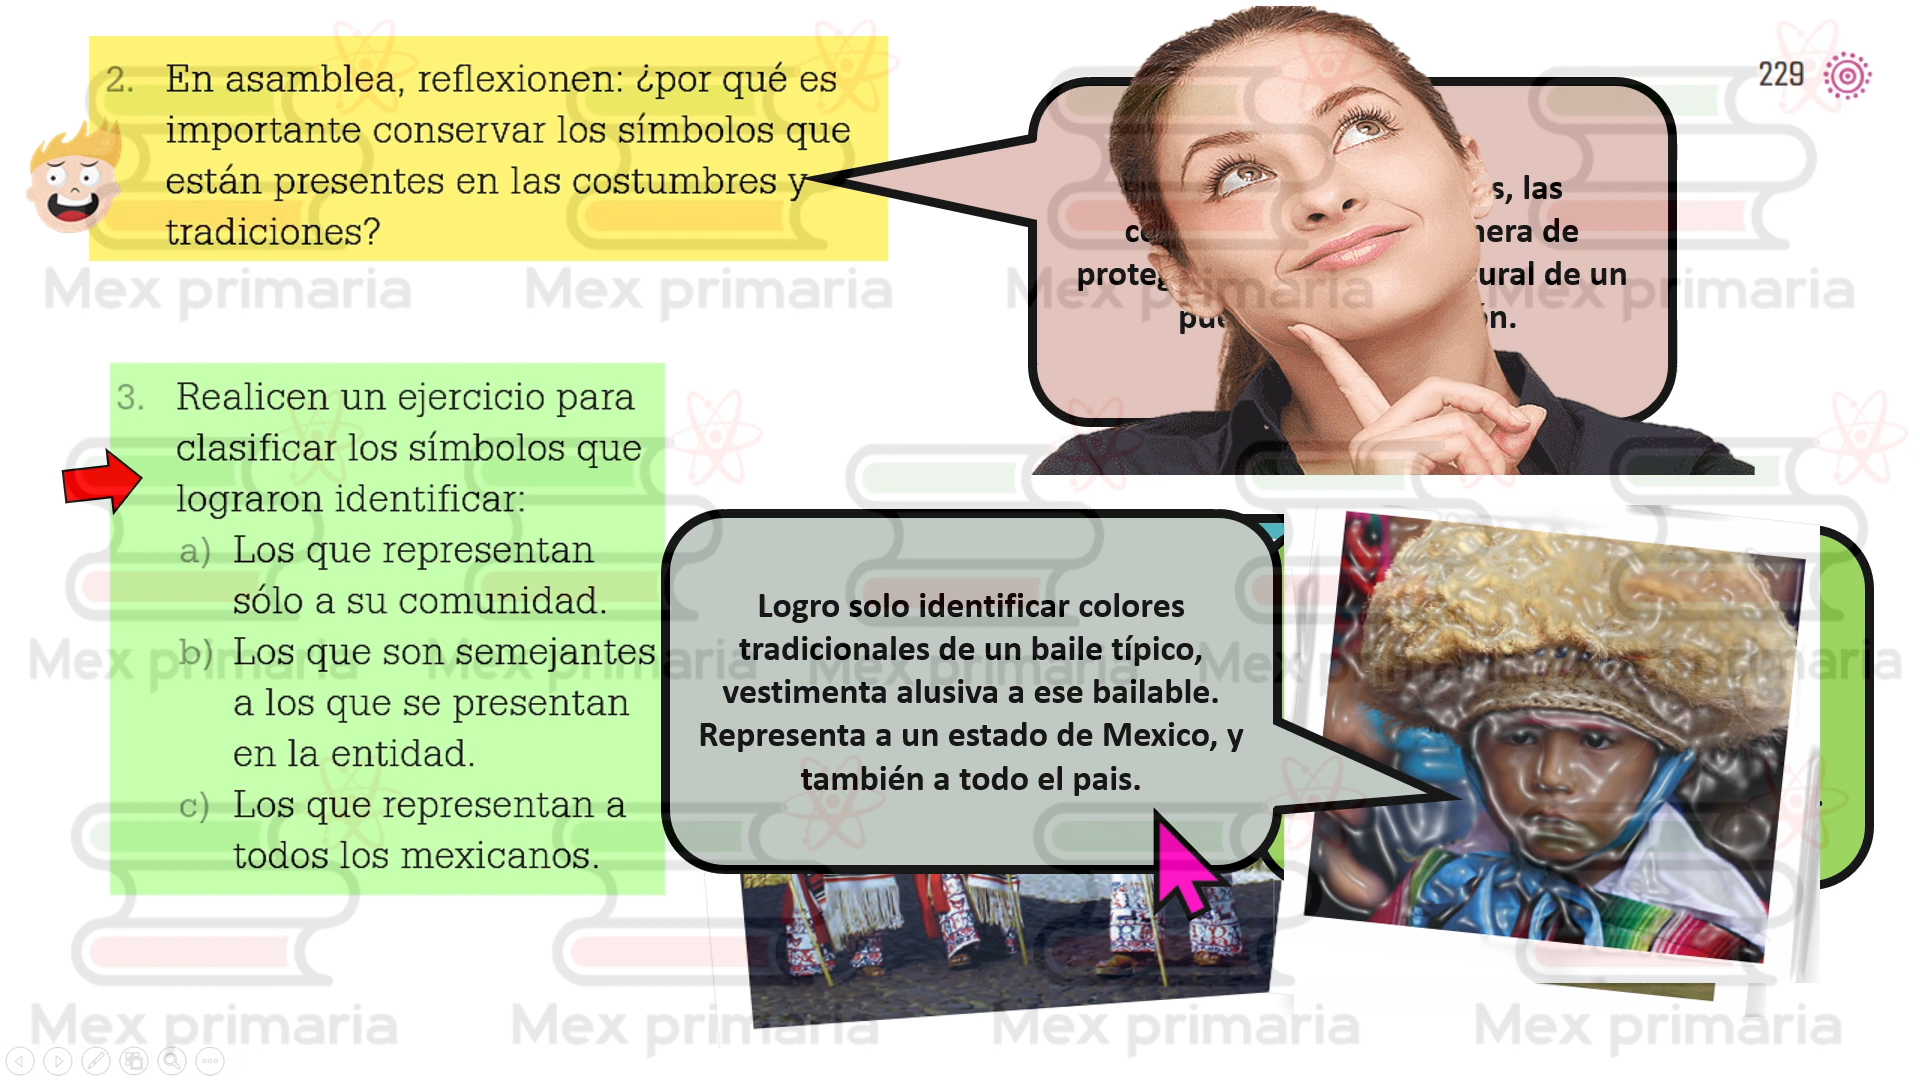 229
2. En asamblea, reflexionen: ¿por qué es
importante conservar los símbolos que
están presentes en las costumbres y
tradiciones?
s, las
de
de un
3. Realicen un ejercicio para
clasificar los símbolos que
lograron identificar:
a) Los que representan
sólo a su comunidad.
b) Los que son semejantes
a los que se presentan
en la entidad.
c) Los que representan a
todos los mexicanos.
Logro solo identificar colores
tradicionales de un baile típico,
vestimenta alusiva a ese bailable.
Representa a un estado de Mexico, y
también a todo el pais.
Mex primaria
Mex primaria
Mex primaria
Mex primaria
Mex primaria
Mex primaria
Mex primaria
Mex primaria